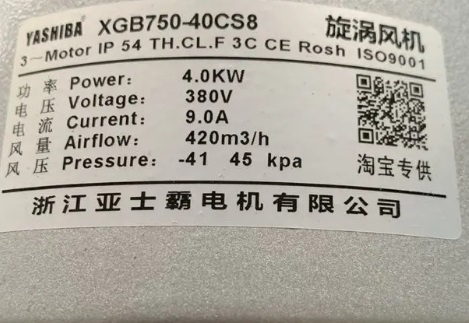 YASHIBA XGB750-40CS8 旋涡风机
3-Motor IP 54 TH.CL.F 3C CE Rosh ISO9001
功 率 Power: 4.0KW
电 压 Voltage: 380V
电 流 Current: 9.0A
风 量 Airflow: 420m3/h
风 压 Pressure: -41 45 kpa
淘宝专供
浙江亚士霸电机有限公司